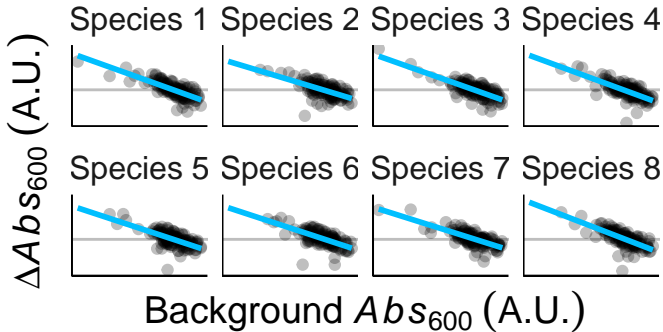 Species 1 Species 2 Species 3 Species 4
ΔAbs₆₀₀ (A.U.)
Species 5 Species 6 Species 7 Species 8
Background Abs₆₀₀ (A.U.)